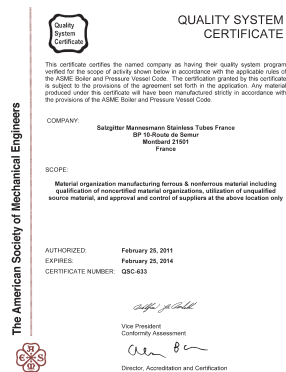 Quality
System
Certificate
QUALITY SYSTEM
CERTIFICATE
This certificate certifies the named company as having their quality system program
verified for the scope of activity shown below in accordance with the applicable rules of
the ASME Boiler and Pressure Vessel Code. The certification granted by this certificate
is subject to the provisions of the agreement set forth in the application. Any material
produced under this certificate will have been manufactured strictly in accordance with
the provisions of the ASME Boiler and Pressure Vessel Code.
COMPANY:
Salzgitter Mannesmann Stainless Tubes France
BP 10-Route de Semur
Montbard 21501
France
SCOPE:
Material organization manufacturing ferrous & nonferrous material including
qualification of noncertified material organizations, utilization of unqualified
source material, and approval and control of suppliers at the above location only
AUTHORIZED: February 25, 2011
EXPIRES: February 25, 2014
CERTIFICATE NUMBER: QSC-633
Vice President
Conformity Assessment
Director, Accreditation and Certification
The American Society of Mechanical Engineers
ASME